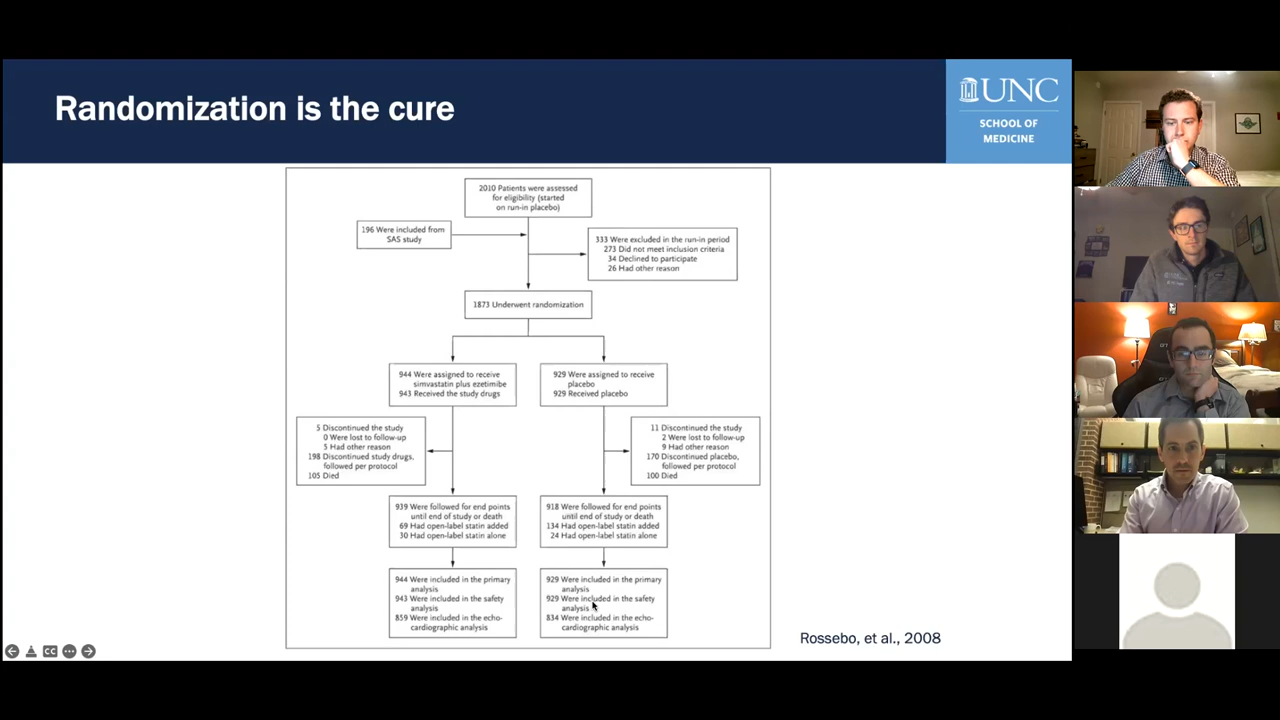 Randomization is the cure
UNC
SCHOOL OF
MEDICINE
2010 Patients were assessed
for eligibility (started
on run-in placebo)
196 Were included from
SAS study
333 Were excluded in the run-in period
273 Did not meet inclusion criteria
34 Declined to participate
26 Had other reason
1873 Underwent randomization
944 Were assigned to receive
simvastatin plus ezetimibe
943 Received the study drugs
929 Were assigned to receive
placebo
929 Received placebo
5 Discontinued the study
0 Were lost to follow-up
5 Had other reason
198 Discontinued study drugs,
followed per protocol
105 Died
11 Discontinued the study
2 Were lost to follow-up
9 Had other reason
170 Discontinued placebo,
followed per protocol
100 Died
939 Were followed for end points
until end of study or death
69 Had open-label statin added
30 Had open-label statin alone
918 Were followed for end points
until end of study or death
134 Had open-label statin added
24 Had open-label statin alone
944 Were included in the primary
analysis
943 Were included in the safety
analysis
859 Were included in the echo-
cardiographic analysis
929 Were included in the primary
analysis
929 Were included in the safety
analysis
834 Were included in the echo-
cardiographic analysis
Rossebo, et al., 2008
CC